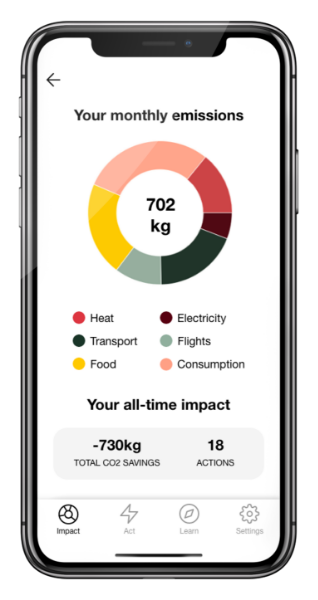 Your monthly emissions
702
kg
Heat
Electricity
Transport
Flights
Food
Consumption
Your all-time impact
-730kg
18
TOTAL CO2 SAVINGS
ACTIONS
Impact
Act
Learn
Settings